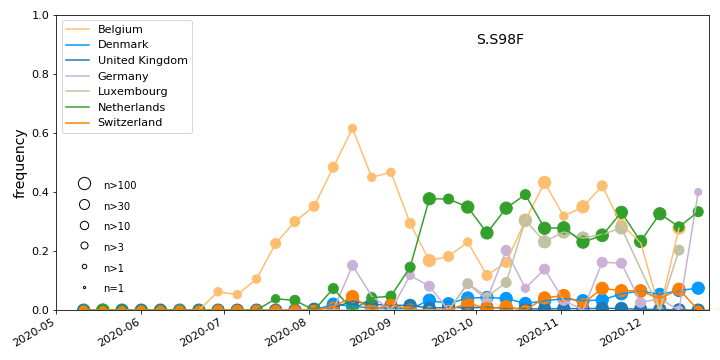 S.S98F
Belgium
Denmark
United Kingdom
Germany
Luxembourg
Netherlands
Switzerland
n>100
n>30
n>10
n>3
n>1
n=1
frequency
1.0
0.8
0.6
0.4
0.2
0.0
2020-05
2020-06
2020-07
2020-08
2020-09
2020-10
2020-11
2020-12